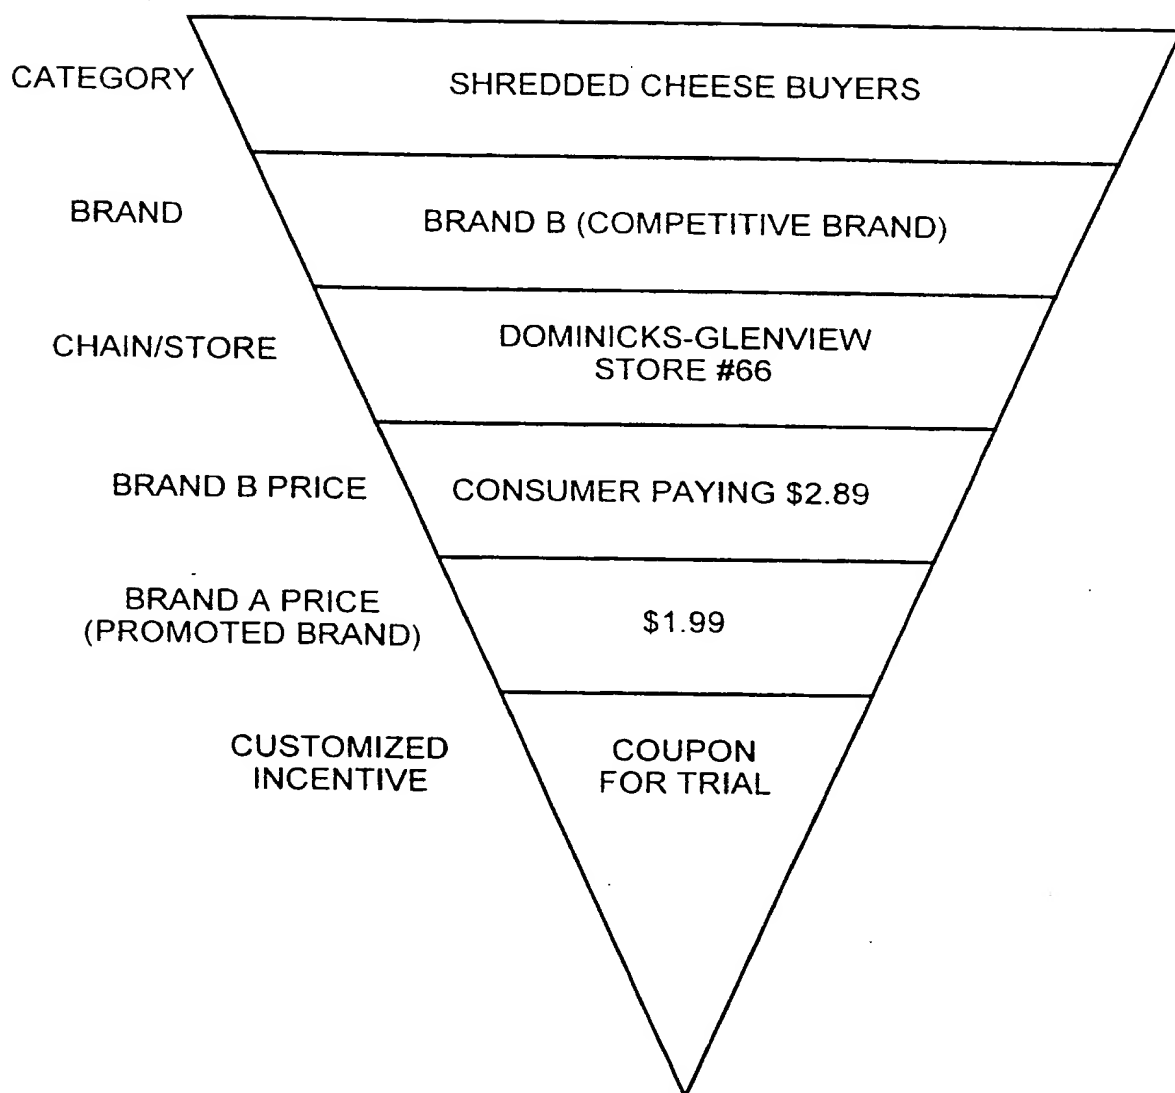 CATEGORY
SHREDDED CHEESE BUYERS
BRAND
BRAND B (COMPETITIVE BRAND)
CHAIN/STORE
DOMINICKS-GLENVIEW
STORE #66
BRAND B PRICE
CONSUMER PAYING $2.89
BRAND A PRICE
(PROMOTED BRAND)
$1.99
CUSTOMIZED
INCENTIVE
COUPON
FOR TRIAL